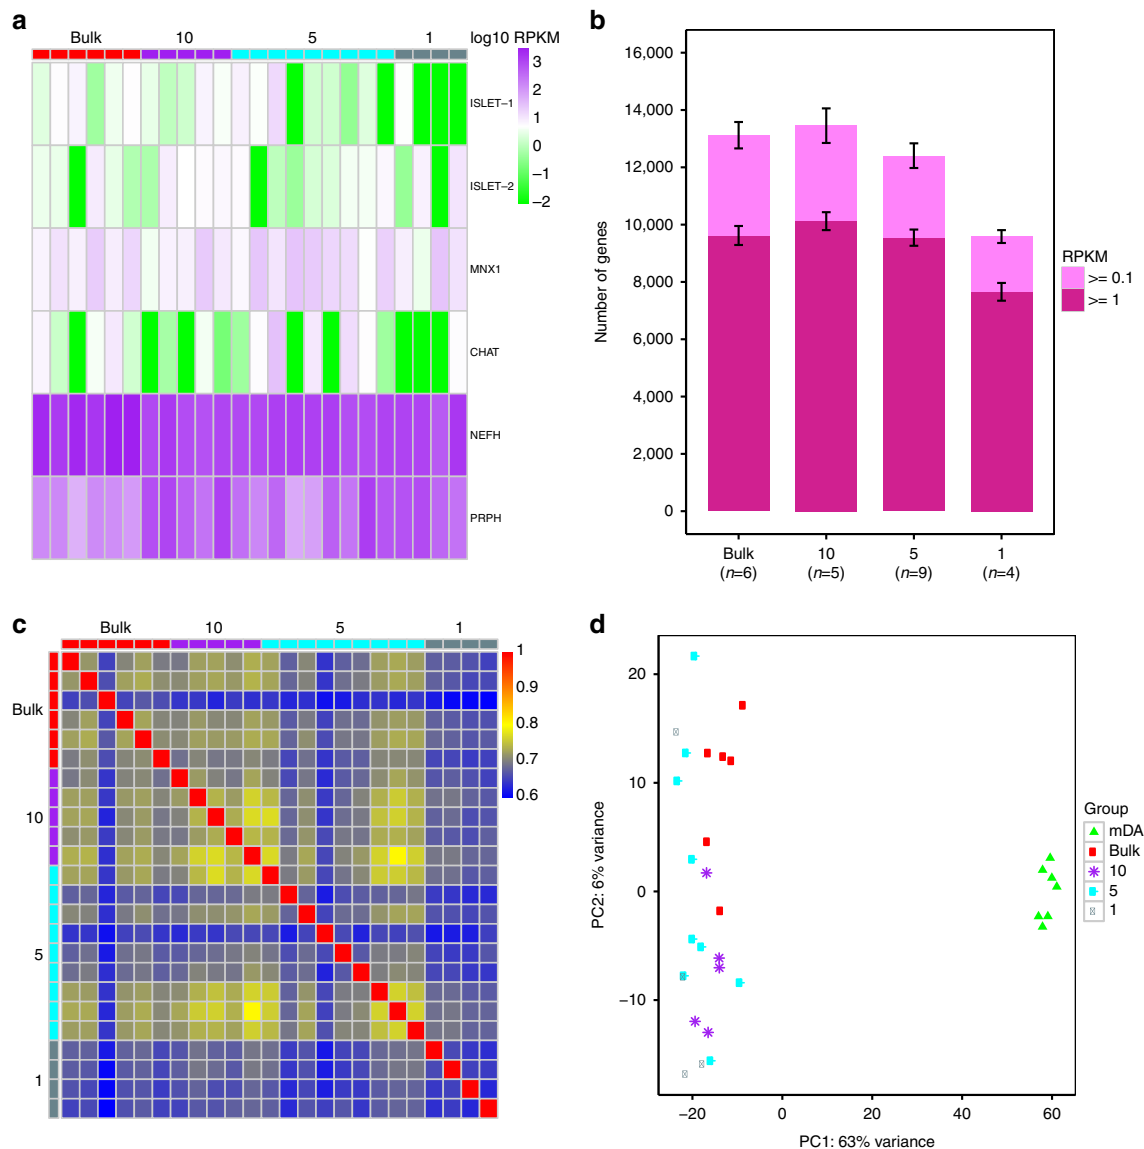 a
Bulk 10 5 1 log10 RPKM
3
2
1
0
−1
−2
ISLET−1
ISLET−2
MNX1
CHAT
NEFH
PRPH
b
16,000
14,000
12,000
10,000
8,000
6,000
4,000
2,000
0
Number of genes
Bulk 10 5 1
(n=6) (n=5) (n=9) (n=4)
RPKM
>= 0.1
>= 1
c
Bulk 10 5 1
Bulk
10
5
1
1
0.9
0.8
0.7
0.6
d
20
10
0
−10
PC2: 6% variance
−20 0 20 40 60
PC1: 63% variance
Group
mDA
Bulk
10
5
1